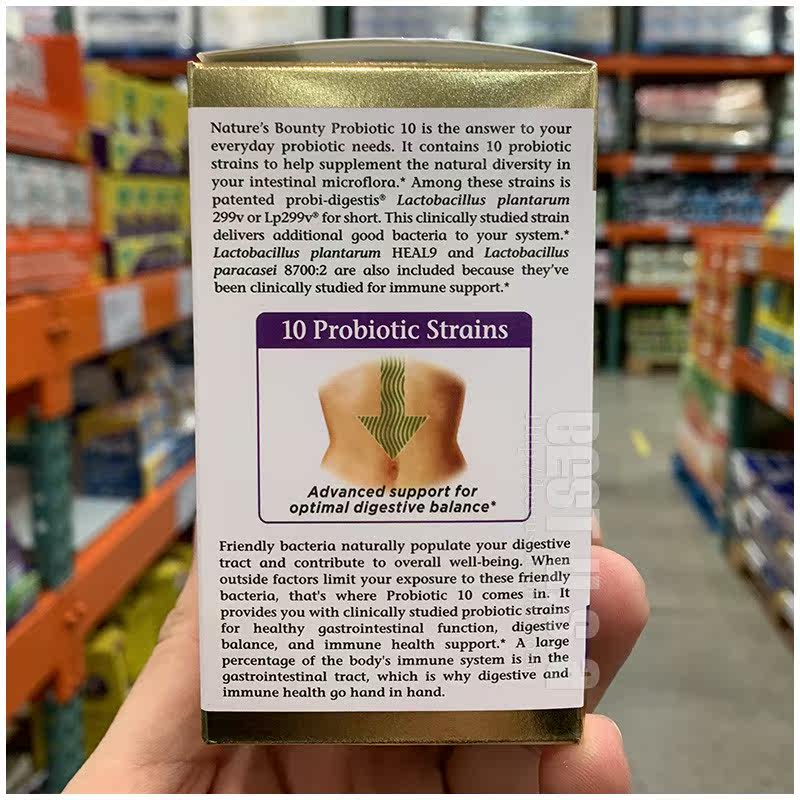 Nature's Bounty Probiotic 10 is the answer to your
everyday probiotic needs. It contains 10 probiotic
strains to help supplement the natural diversity in
your intestinal microflora.* Among these strains is
patented probi-digestis® Lactobacillus plantarum
299v or Lp299v® for short. This clinically studied strain
delivers additional good bacteria to your system.*
Lactobacillus plantarum HEAL9 and Lactobacillus
paracasei 8700:2 are also included because they've
been clinically studied for immune support.*
10 Probiotic Strains
Advanced support for
optimal digestive balance*
Friendly bacteria naturally populate your digestive
tract and contribute to overall well-being. When
outside factors limit your exposure to these friendly
bacteria, that's where Probiotic 10 comes in. It
provides you with clinically studied probiotic strains
for healthy gastrointestinal function, digestive
balance, and immune health support.* A large
percentage of the body's immune system is in the
gastrointestinal tract, which is why digestive and
immune health go hand in hand.